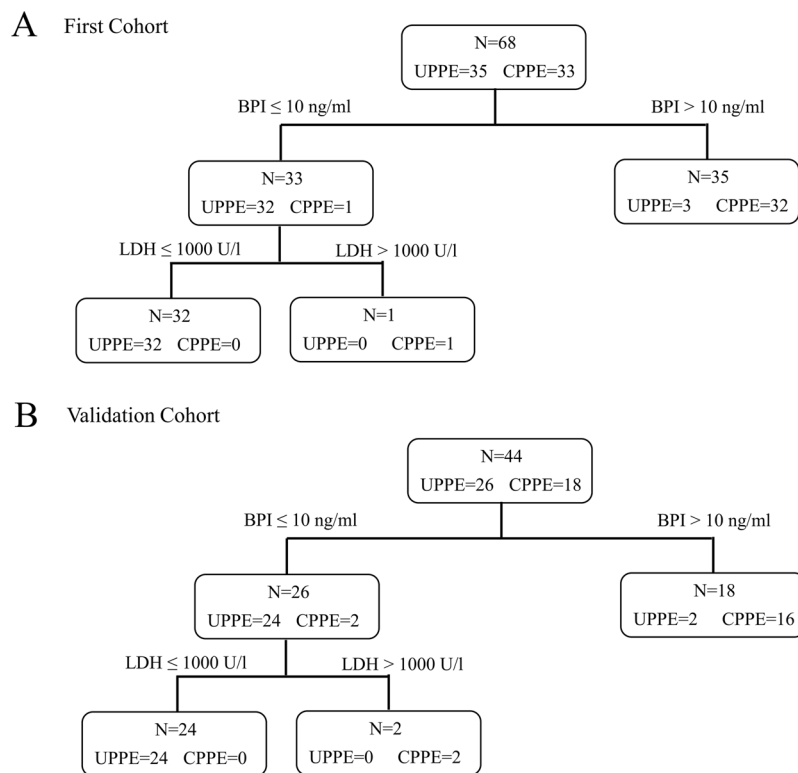 A First Cohort
N=68
UPPE=35 CPPE=33
BPI ≤ 10 ng/ml BPI > 10 ng/ml
N=33 N=35
UPPE=32 CPPE=1 UPPE=3 CPPE=32
LDH ≤ 1000 U/l LDH > 1000 U/l
N=32 N=1
UPPE=32 CPPE=0 UPPE=0 CPPE=1
B Validation Cohort
N=44
UPPE=26 CPPE=18
BPI ≤ 10 ng/ml BPI > 10 ng/ml
N=26 N=18
UPPE=24 CPPE=2 UPPE=2 CPPE=16
LDH ≤ 1000 U/l LDH > 1000 U/l
N=24 N=2
UPPE=24 CPPE=0 UPPE=0 CPPE=2